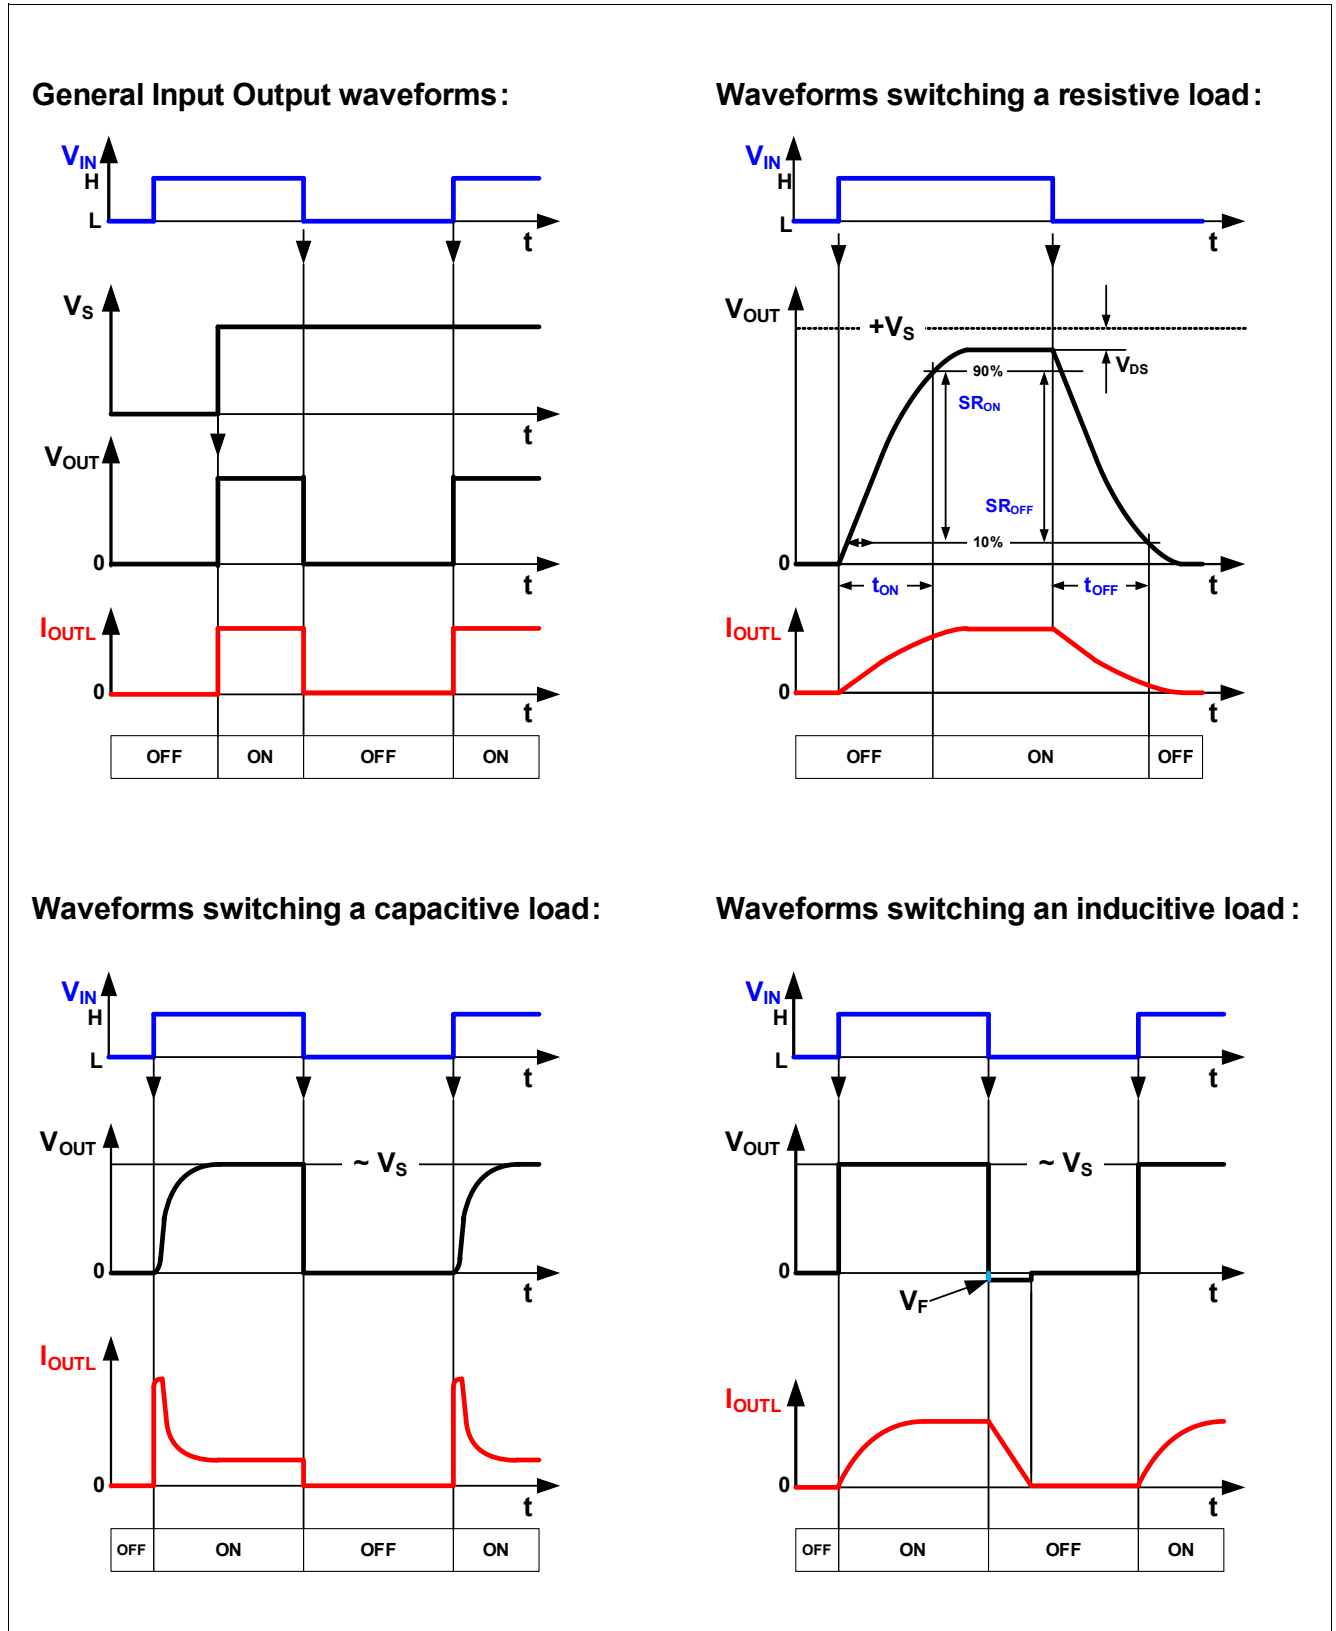 General Input Output waveforms:
VIN
H
L
t
VS
t
VOUT
0
t
IOUTL
0
t
OFF ON OFF ON
Waveforms switching a resistive load:
VIN
H
L
t
VOUT
+VS
VDS
90%
SRON
SROFF
10%
0
t
tON tOFF
IOUTL
0
t
OFF ON OFF
Waveforms switching a capacitive load:
VIN
H
L
t
VOUT
~ VS
0
t
IOUTL
0
t
OFF ON OFF ON
Waveforms switching an inducitive load:
VIN
H
L
t
VOUT
~ VS
0
t
VF
IOUTL
0
t
OFF ON OFF ON